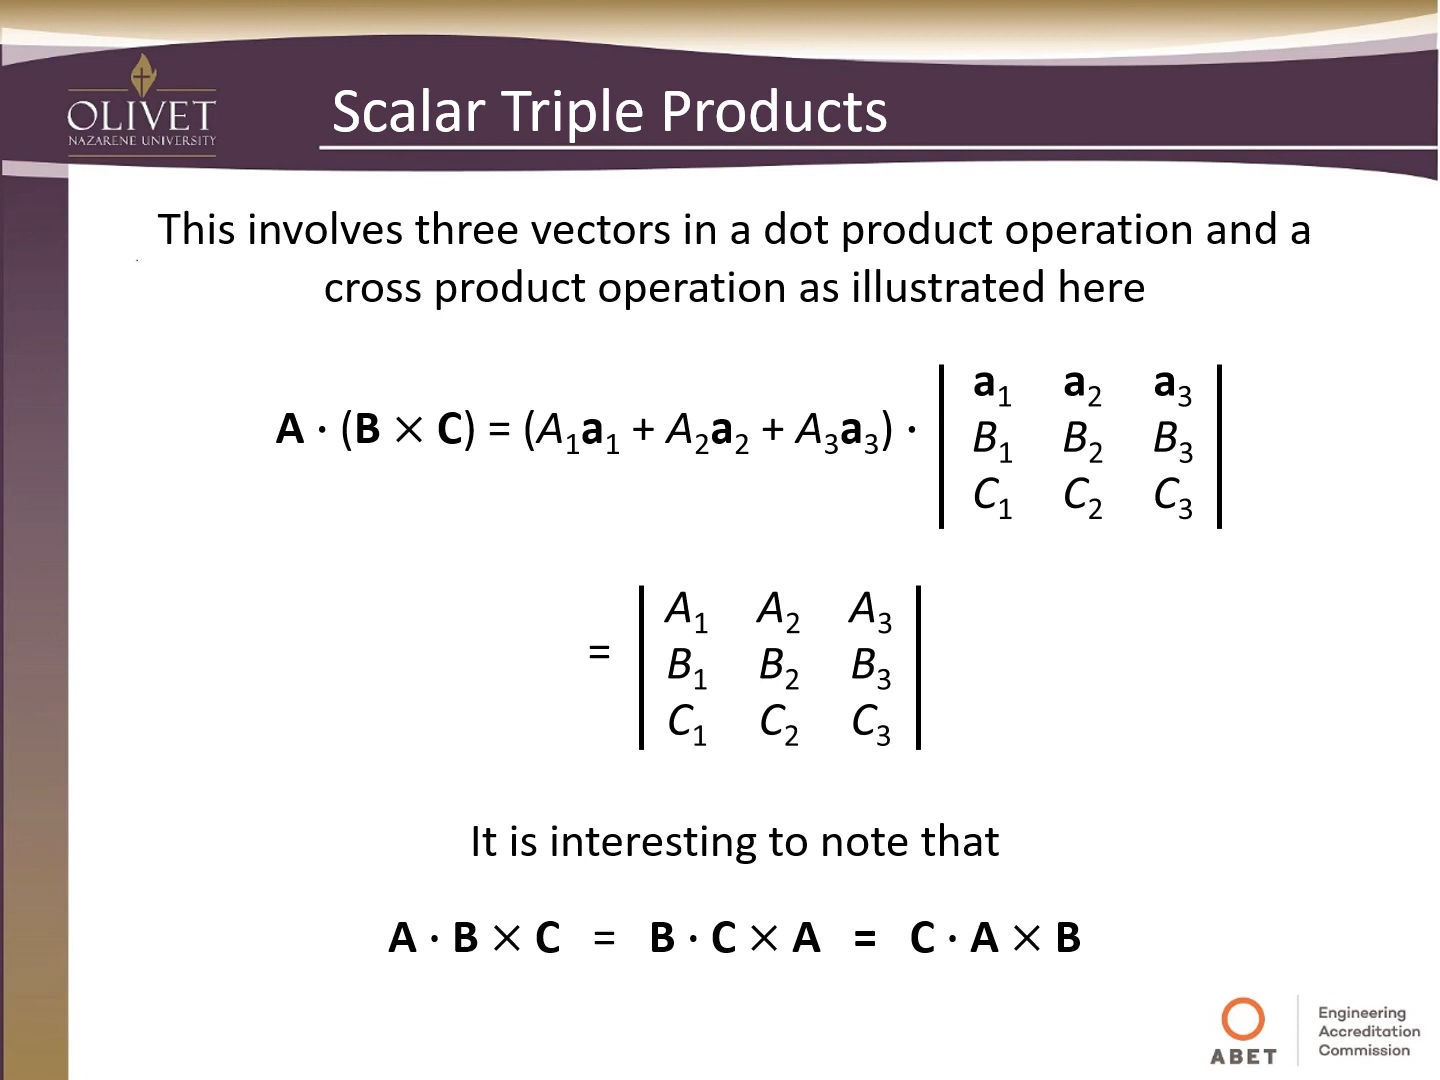 OLIVET
NAZARENE UNIVERSITY
Scalar Triple Products
This involves three vectors in a dot product operation and a
cross product operation as illustrated here
A · (B × C) = (A₁a₁ + A₂a₂ + A₃a₃) · | a₁ a₂ a₃ |
| B₁ B₂ B₃ |
| C₁ C₂ C₃ |
= | A₁ A₂ A₃ |
| B₁ B₂ B₃ |
| C₁ C₂ C₃ |
It is interesting to note that
A · B × C = B · C × A = C · A × B
ABET
Engineering
Accreditation
Commission